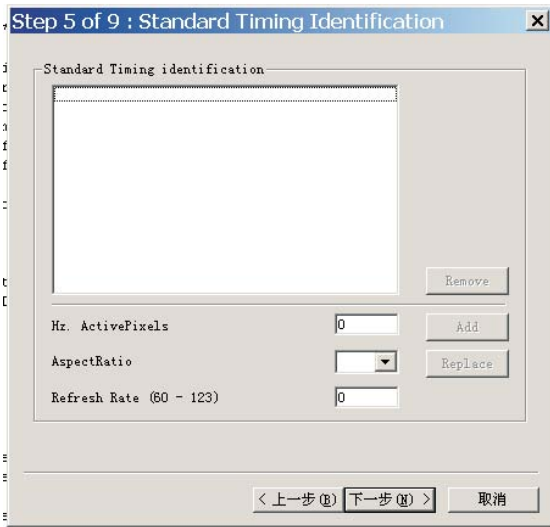 Step 5 of 9 : Standard Timing Identification
Standard Timing identification
Remove
Hz. ActivePixels 0 Add
AspectRatio Replace
Refresh Rate (60 - 123) 0
< 上一步(B) 下一步(N) > 取消